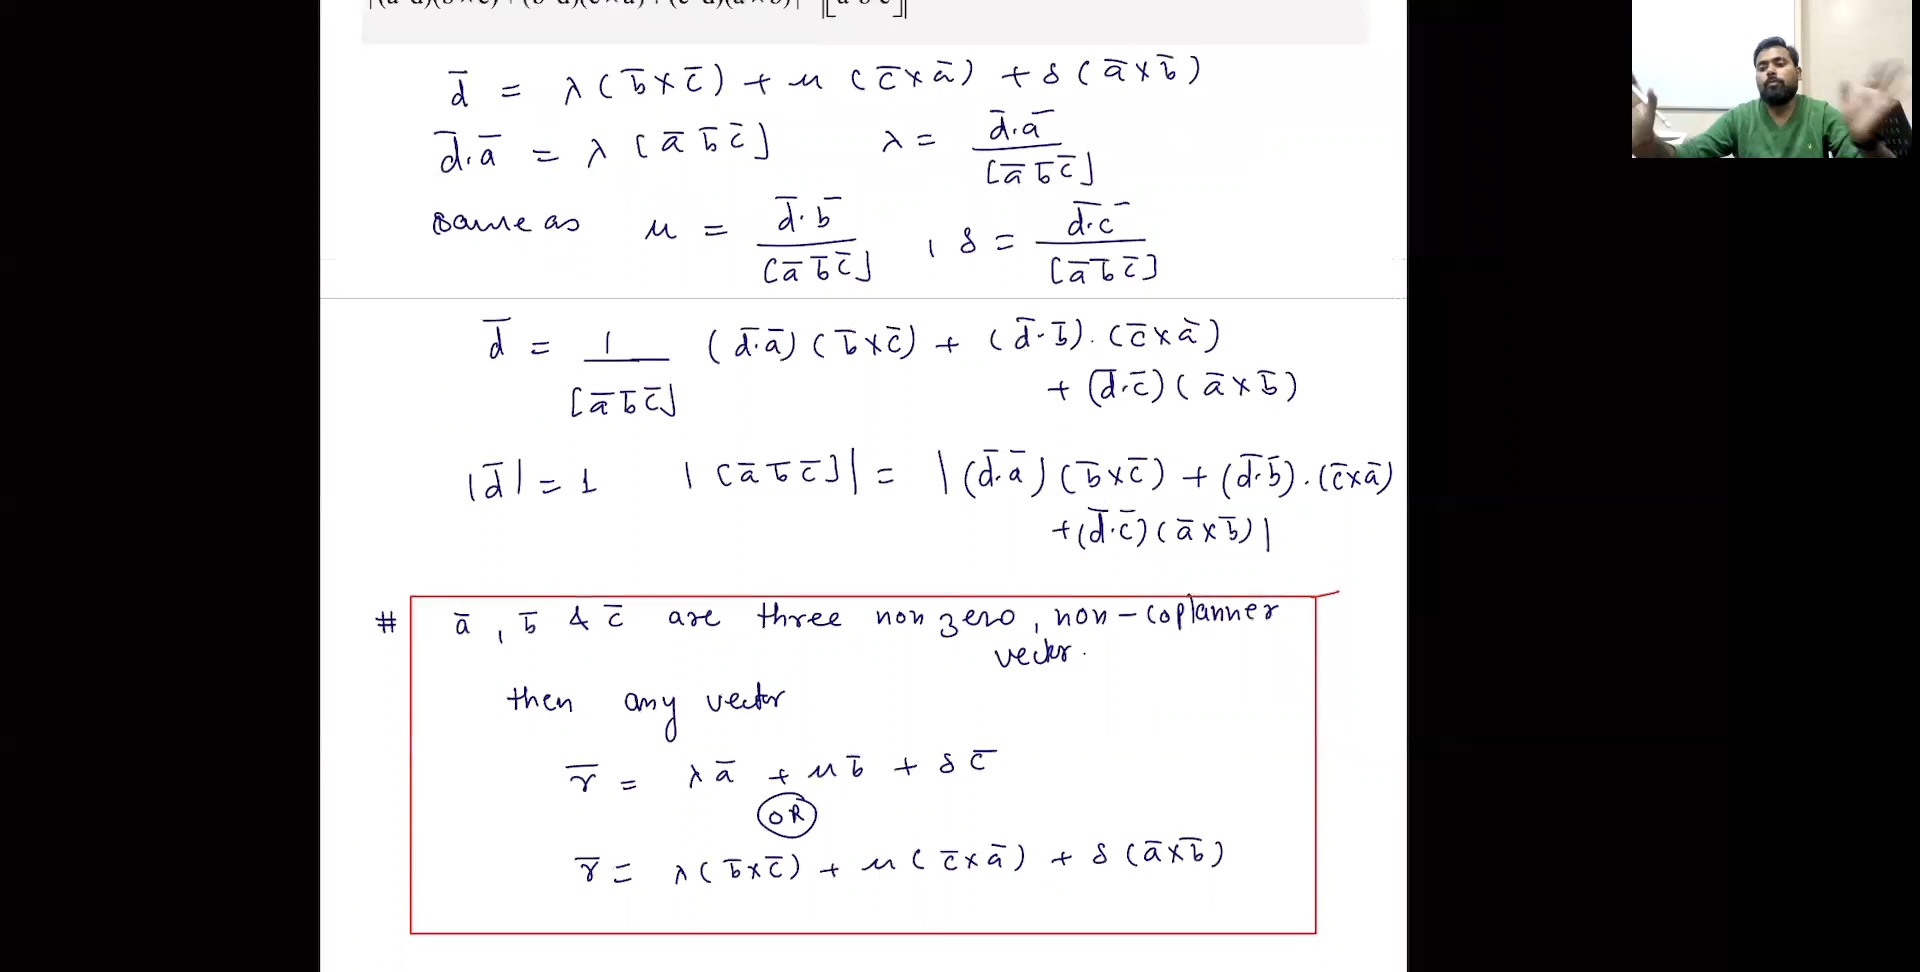 |(a·d)(b×c)+(b·d)(c×a)+(c·d)(a×b)| = |[a b c]|
d̄ = λ(b̄×c̄) + μ(c̄×ā) + δ(ā×b̄)
d̄.ā = λ[ā b̄ c̄] λ = d̄.ā / [ā b̄ c̄]
same as μ = d̄.b̄ / [ā b̄ c̄] , δ = d̄.c̄ / [ā b̄ c̄]
d̄ = 1 / [ā b̄ c̄] (d̄.ā)(b̄×c̄) + (d̄.b̄).(c̄×ā)
+ (d̄.c̄)(ā×b̄)
|d̄| = 1 |[ā b̄ c̄]| = |(d̄.ā)(b̄×c̄) + (d̄.b̄).(c̄×ā)
+(d̄.c̄)(ā×b̄)|
# ā , b̄ & c̄ are three non zero, non-coplanner
vector.
then any vector
r̄ = λā + μb̄ + δc̄
OR
r̄ = λ(b̄×c̄) + μ(c̄×ā) + δ(ā×b̄)